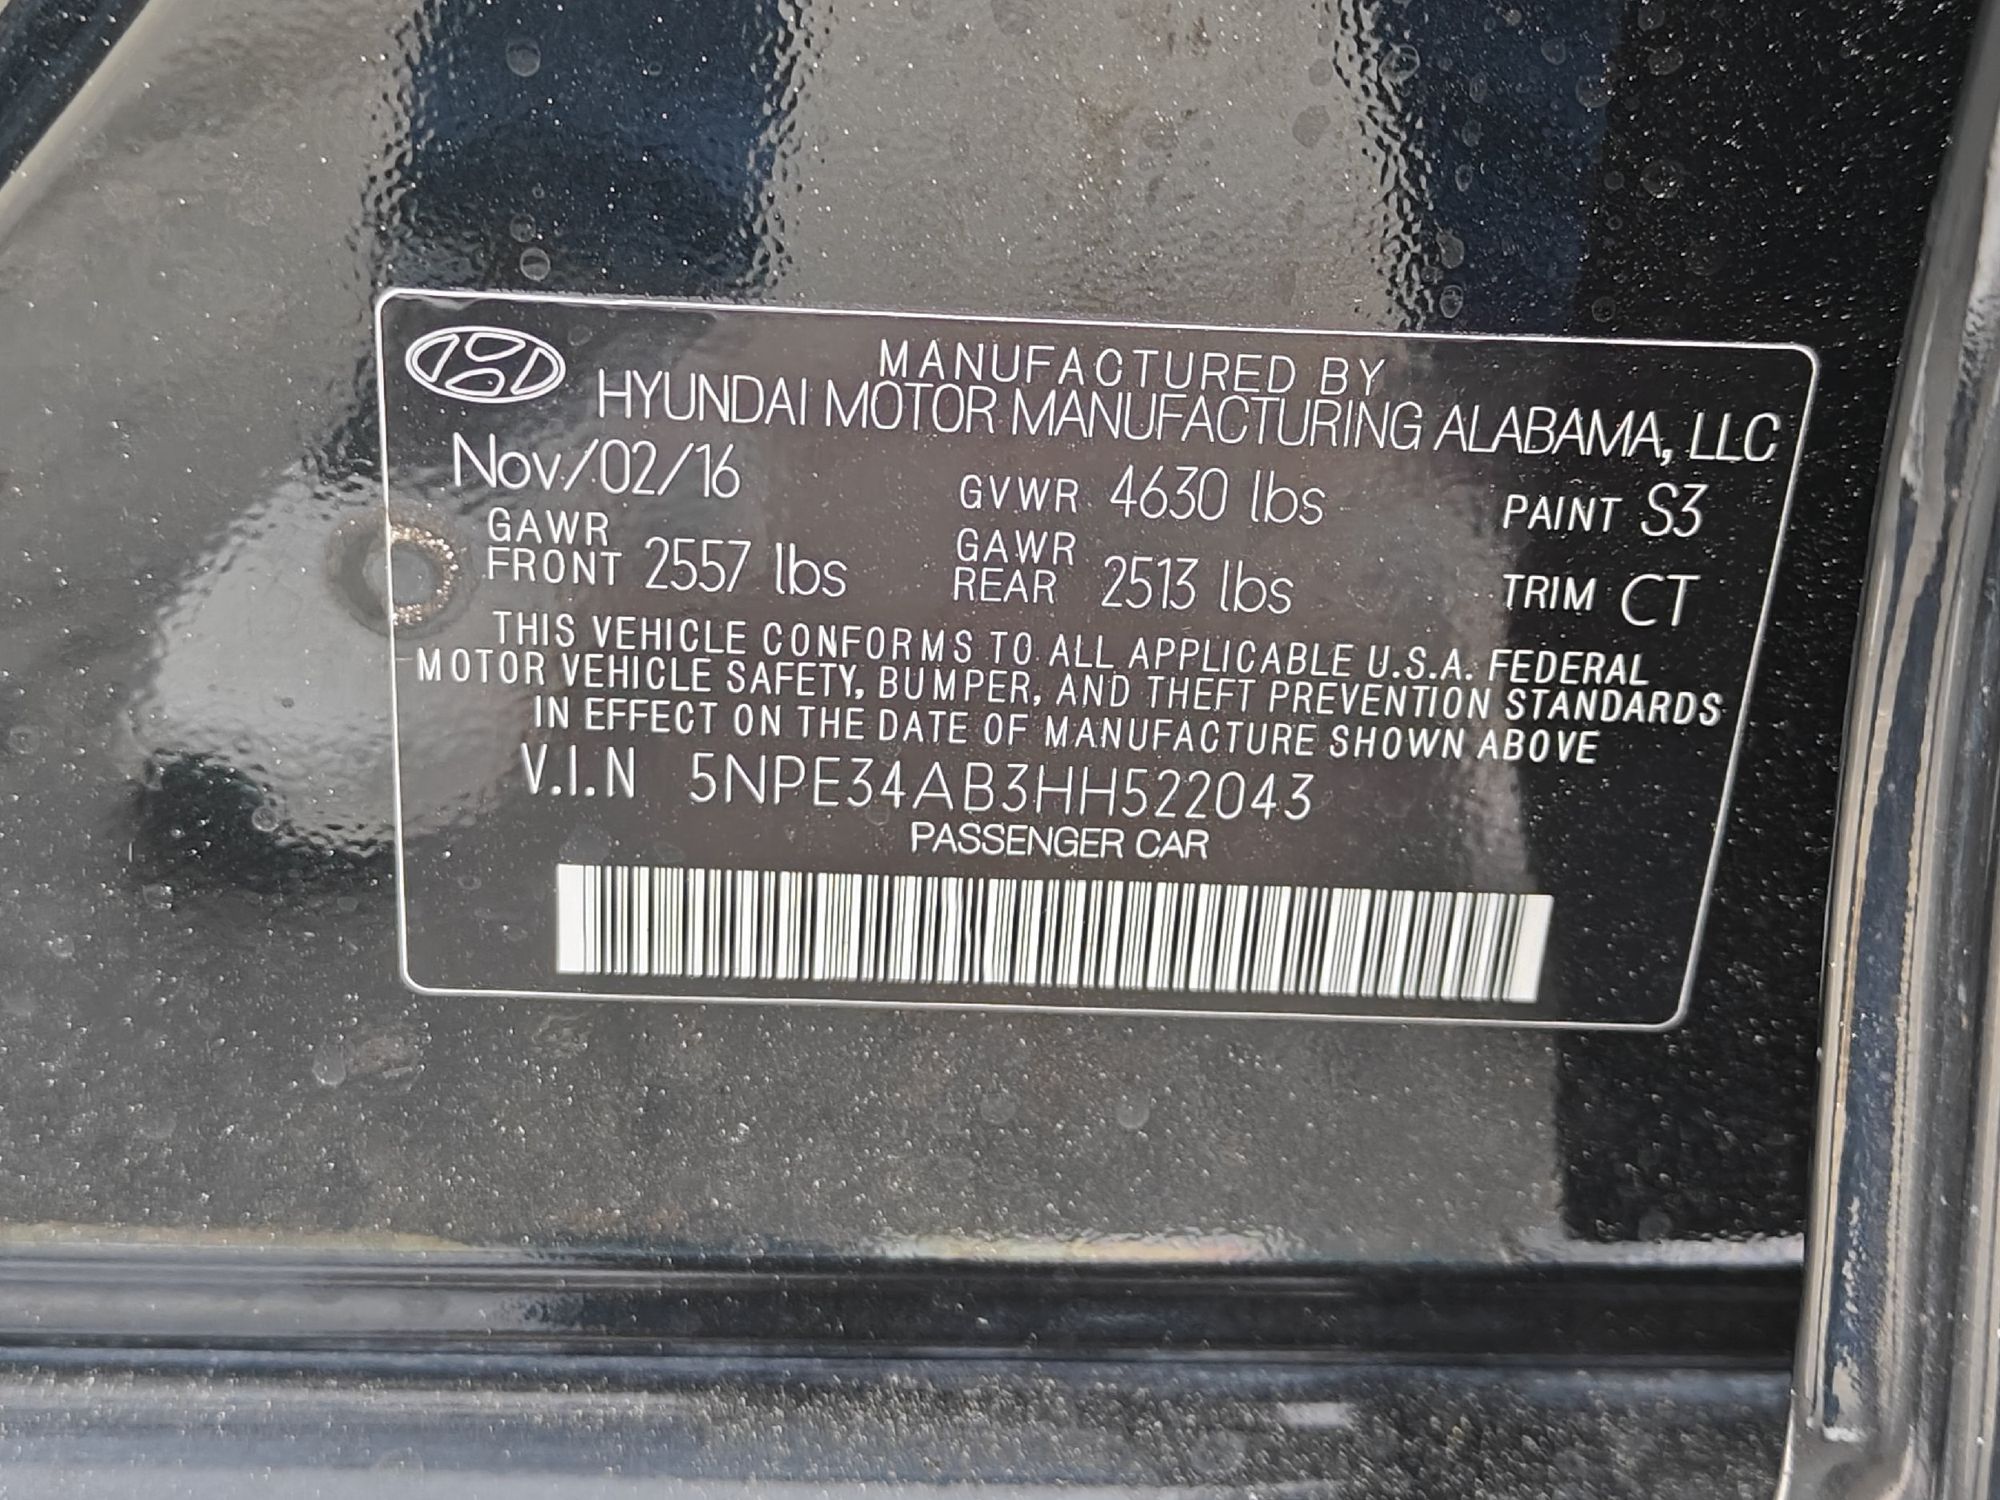 MANUFACTURED BY
HYUNDAI MOTOR MANUFACTURING ALABAMA, LLC
Nov/02/16 GVWR 4630 lbs PAINT S3
GAWR FRONT 2557 lbs GAWR REAR 2513 lbs TRIM CT
THIS VEHICLE CONFORMS TO ALL APPLICABLE U.S.A. FEDERAL
MOTOR VEHICLE SAFETY, BUMPER, AND THEFT PREVENTION STANDARDS
IN EFFECT ON THE DATE OF MANUFACTURE SHOWN ABOVE
V.I.N 5NPE34AB3HH522043
PASSENGER CAR